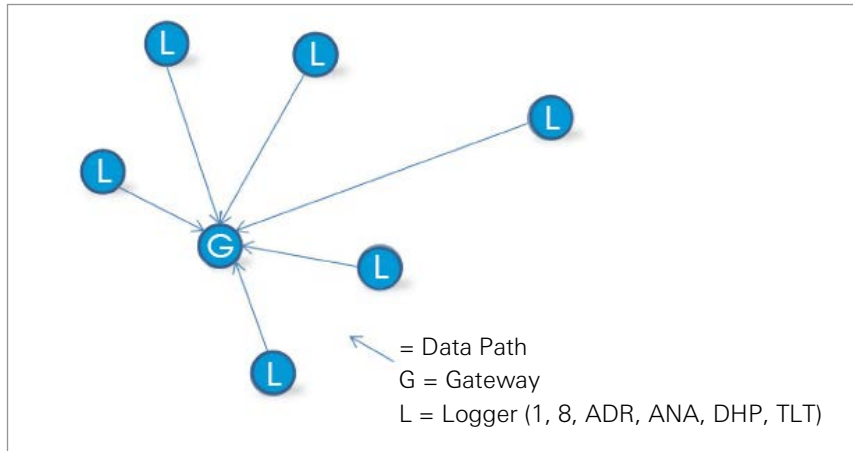 L
L
L
L
G
L
L
= Data Path
G = Gateway
L = Logger (1, 8, ADR, ANA, DHP, TLT)